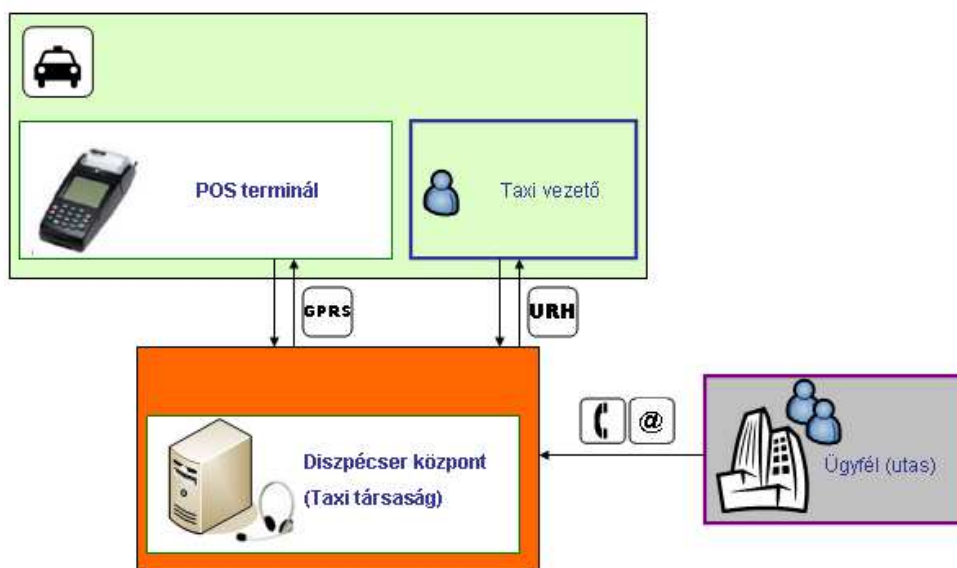 POS terminál
Taxi vezető
GPRS
URH
@
Diszpécser központ
(Taxi társaság)
Ügyfél (utas)